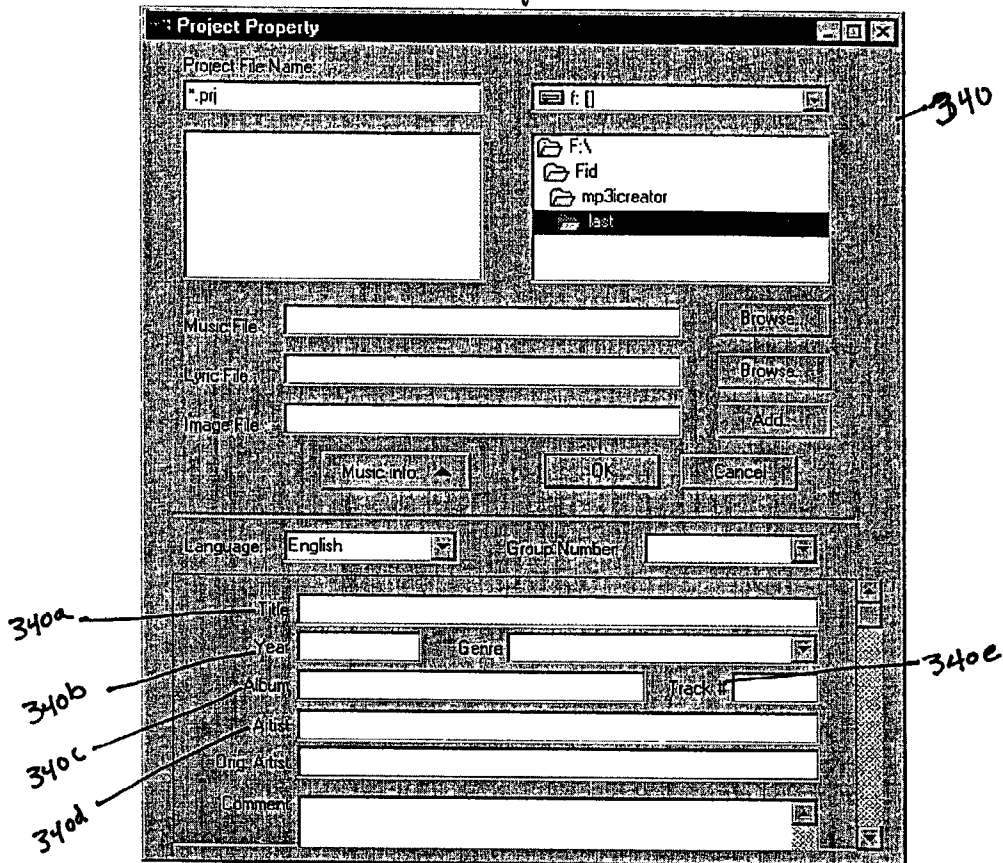 Project Property
Project File Name:
*.prj
f: []
340
F:\
Fid
mp3icreator
last
Music File:
Browse..
Lyric File:
Browse..
Image File:
Add..
Music info.
OK
Cancel
Language:
English
Group Number
340a
Title
340b
Year
Genre
340c
Album
Track #
340e
340d
Artist
Orig. Artist
Comment